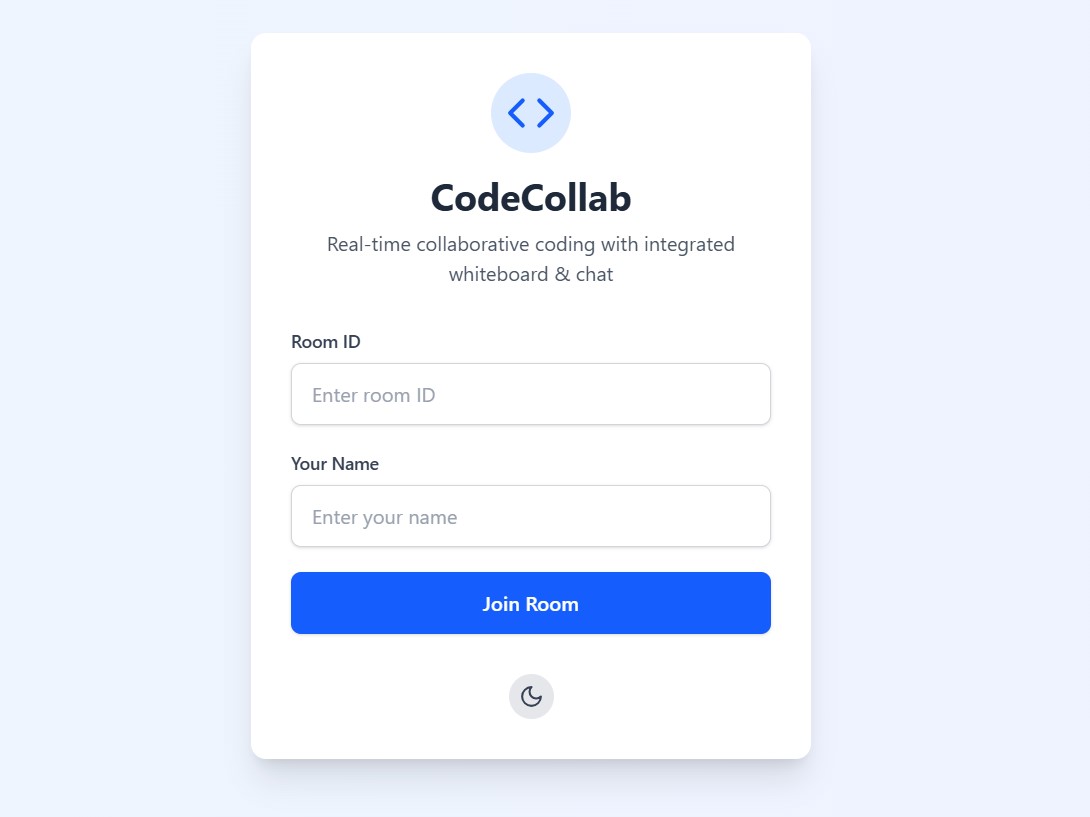 CodeCollab
Real-time collaborative coding with integrated
whiteboard & chat
Room ID
Enter room ID
Your Name
Enter your name
Join Room